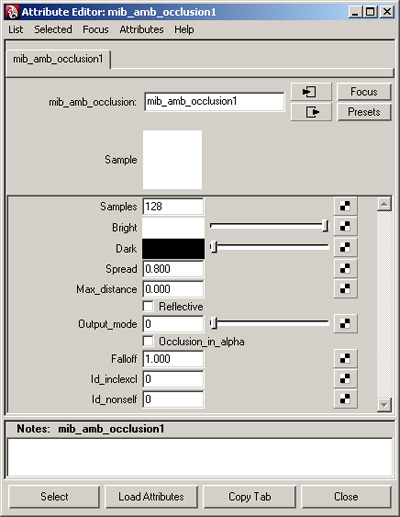 Attribute Editor: mib_amb_occlusion1
List Selected Focus Attributes Help
mib_amb_occlusion1
mib_amb_occlusion: mib_amb_occlusion1
Focus
Presets
Sample
Samples 128
Bright
Dark
Spread 0.800
Max_distance 0.000
Reflective
Output_mode 0
Occlusion_in_alpha
Falloff 1.000
Id_inclexcl 0
Id_nonself 0
Notes: mib_amb_occlusion1
Select Load Attributes Copy Tab Close